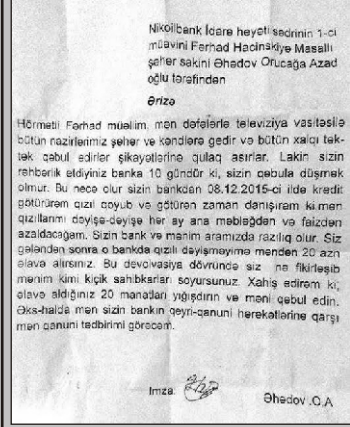 Nikoilbank İdarə heyəti sədrinin 1-ci
müavini Fərhad Hacinskiyə Masallı
şəhər sakini Əhədov Orucağa Azad
oğlu tərəfindən
Ərizə
Hörmətli Fərhad müəllim, mən dəfələrlə televiziya vasitəsilə
bütün nazirlərimiz şəhər və kəndlərə gedir və bütün xalqı tək-
tək qəbul edirlər şikayətlərinə qulaq asırlar. Lakin sizin
rəhbərlik etdiyiniz banka 10 gündür ki, sizin qəbula düşmək
olmur. Bu necə olur sizin bankdan 08.12.2015-ci ildə kredit
götürürəm qızıl qoyub və götürən zaman danışıram ki mən
qızıllarımı dəyişə-dəyişə hər ay ana məbləğdən və faizdən
azaldacağam. Sizin bank və mənim aramızda razılıq olur. Siz
gələndən sonra o bankda qızılı dəyişməyimə məndən 20 azn
əlavə alırsınız. Bu devolvasiya dövründə siz nə fikirləşib
mənim kimi kiçik sahibkarları soyursunuz. Xahiş edirəm ki,
əlavə aldığınız 20 manatları yığışdırın və məni qəbul edin.
Əks-halda mən sizin bankın qeyri-qanuni hərəkətlərinə qarşı
mən qanuni tədbirimi görəcəm.
İmza:
Əhədov .O.A